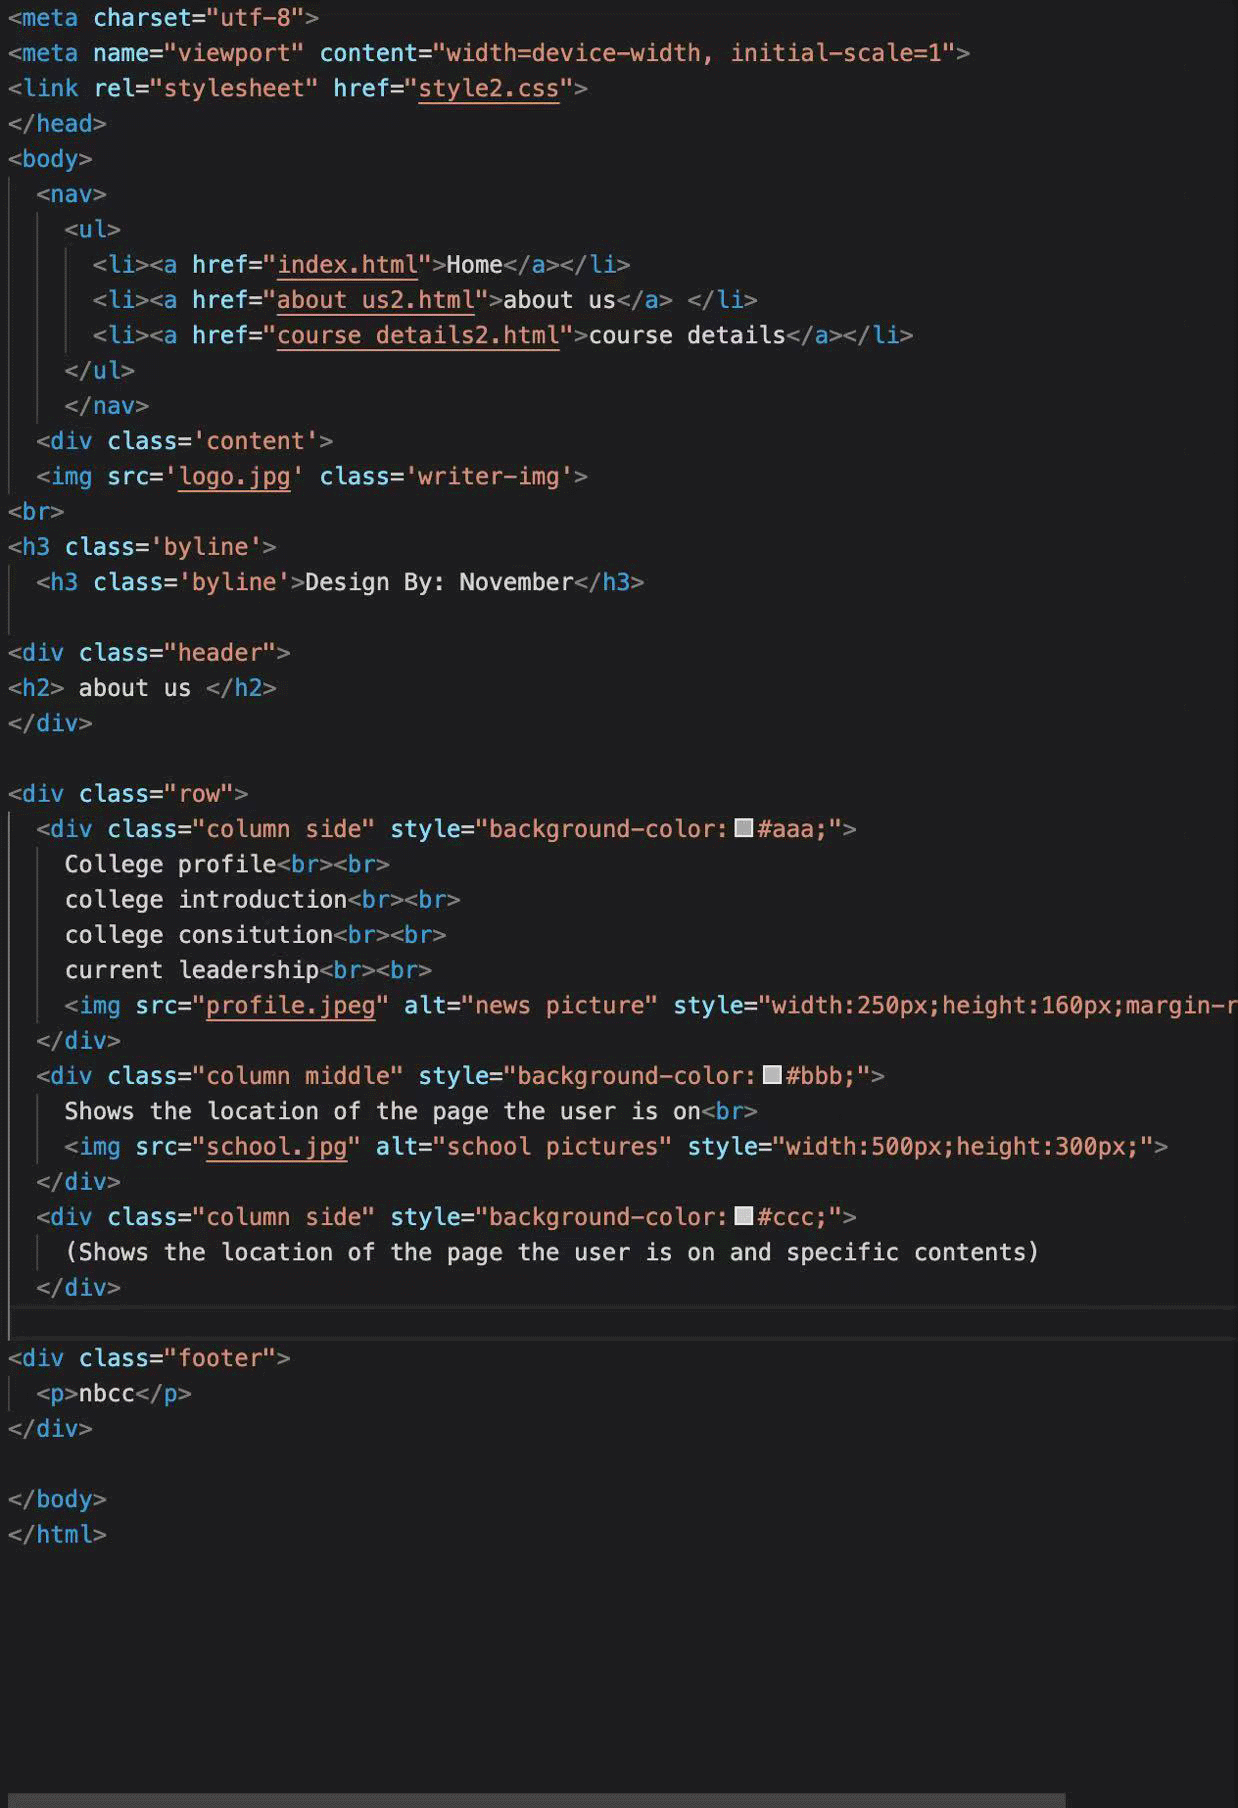 <meta charset="utf-8">
<meta name="viewport" content="width=device-width, initial-scale=1">
<link rel="stylesheet" href="style2.css">
</head>
<body>
<nav>
<ul>
<li><a href="index.html">Home</a></li>
<li><a href="about us2.html">about us</a> </li>
<li><a href="course details2.html">course details</a></li>
</ul>
</nav>
<div class='content'>
<img src='logo.jpg' class='writer-img'>
<br>
<h3 class='byline'>
<h3 class='byline'>Design By: November</h3>
<div class="header">
<h2> about us </h2>
</div>
<div class="row">
<div class="column side" style="background-color:#aaa;">
College profile<br><br>
college introduction<br><br>
college consitution<br><br>
current leadership<br><br>
<img src="profile.jpeg" alt="news picture" style="width:250px;height:160px;margin-r
</div>
<div class="column middle" style="background-color:#bbb;">
Shows the location of the page the user is on<br>
<img src="school.jpg" alt="school pictures" style="width:500px;height:300px;">
</div>
<div class="column side" style="background-color:#ccc;">
(Shows the location of the page the user is on and specific contents)
</div>
<div class="footer">
<p>nbcc</p>
</div>
</body>
</html>